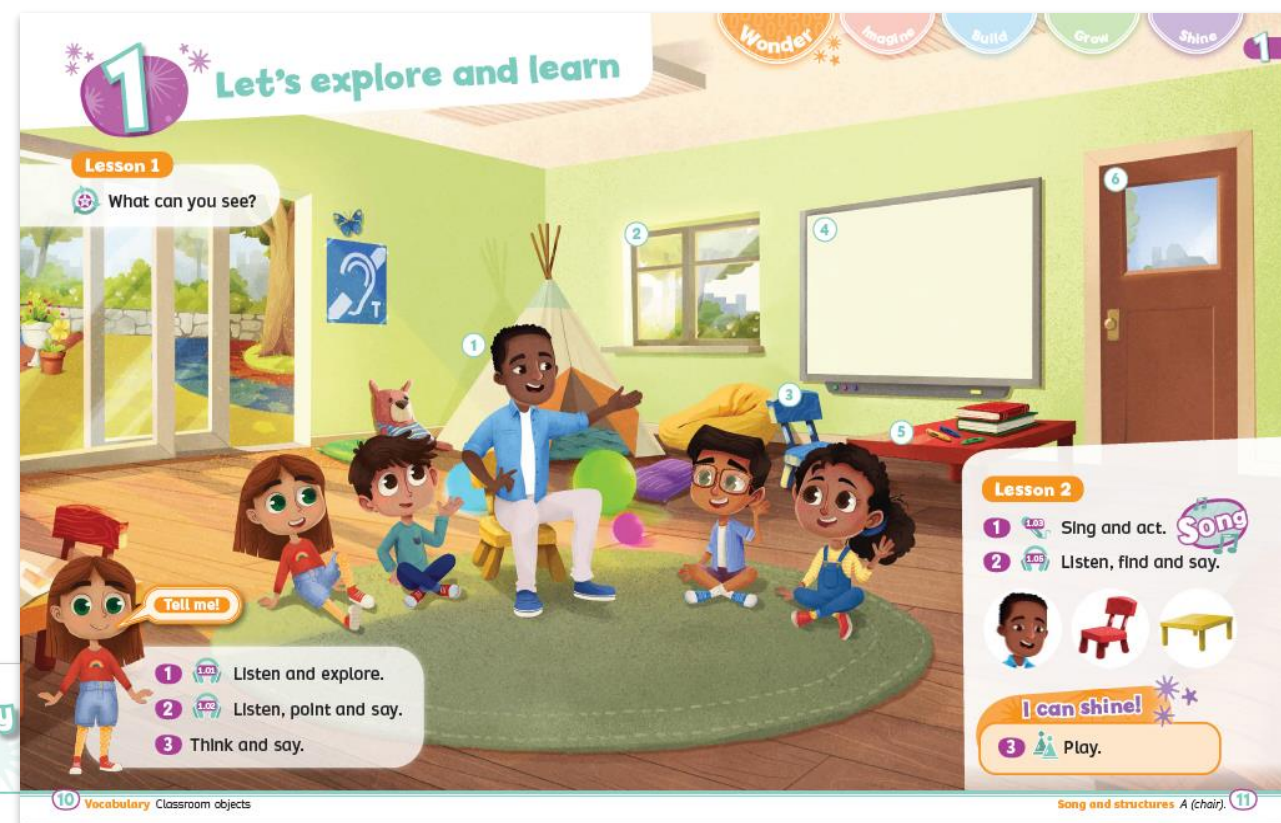 1
Let's explore and learn
Wonder
Imagine
Build
Grow
Shine
1
Lesson 1
What can you see?
T
1
2
3
4
5
6
Tell me!
1 1.01 Listen and explore.
2 1.02 Listen, point and say.
3 Think and say.
Lesson 2
1 1.03 Sing and act.
Song
2 1.05 Listen, find and say.
I can shine!
3 Play.
10 Vocabulary Classroom objects
Song and structures A (chair). 11